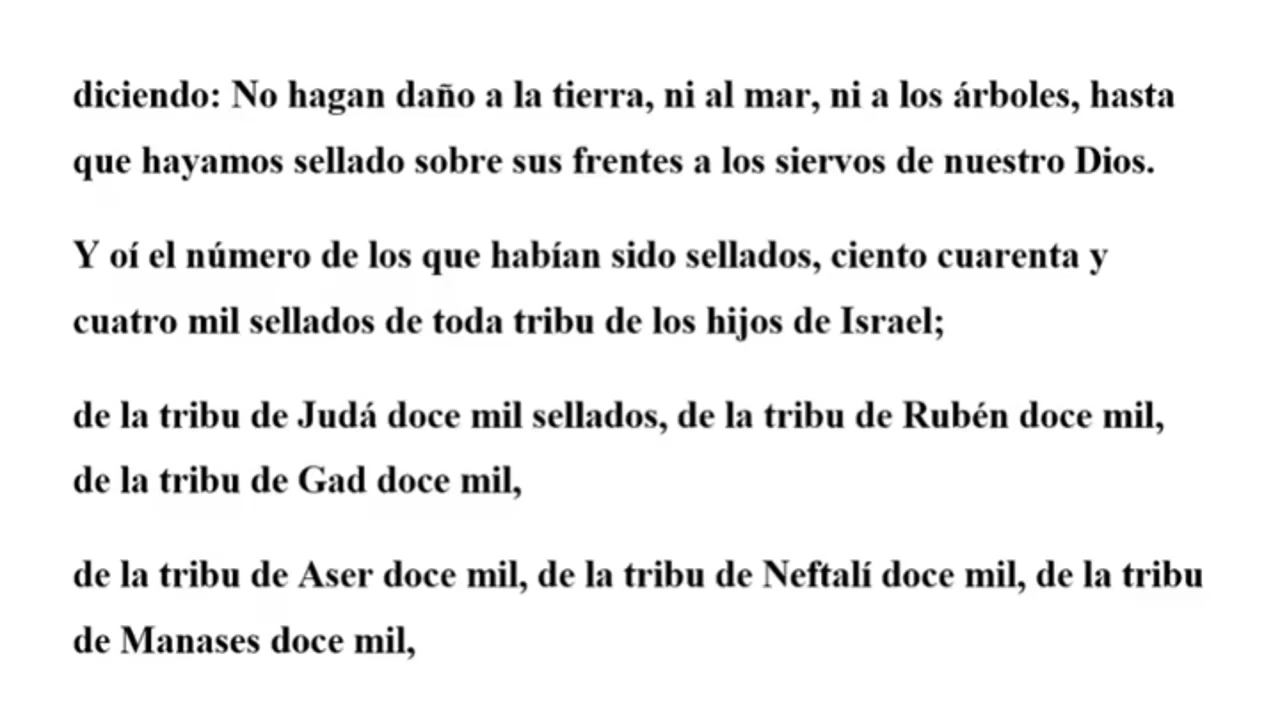 diciendo: No hagan daño a la tierra, ni al mar, ni a los árboles, hasta
que hayamos sellado sobre sus frentes a los siervos de nuestro Dios.
Y oí el número de los que habían sido sellados, ciento cuarenta y
cuatro mil sellados de toda tribu de los hijos de Israel;
de la tribu de Judá doce mil sellados, de la tribu de Rubén doce mil,
de la tribu de Gad doce mil,
de la tribu de Aser doce mil, de la tribu de Neftalí doce mil, de la tribu
de Manases doce mil,